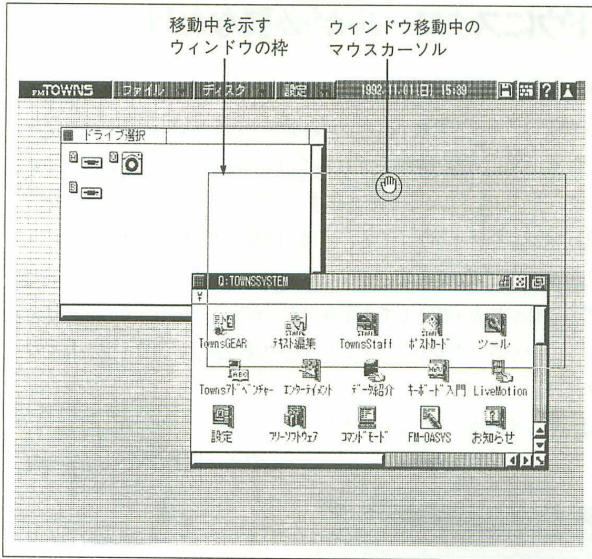 移動中を示す
ウィンドウの枠
ウィンドウ移動中の
マウスカーソル
FMTOWNS ファイル ディスク 設定 1992-11-01(日) 15:39
ドライブ選択
Q:TOWNSSYSTEM
TownsGEAR テキスト編集 TownsStaff ポストカード ツール
Townsアドベンチャー エンターテイメント データ紹介 キーボード入門 LiveMotion
設定 フリーソフトウェア コマンドモード FM-OASYS お知らせ